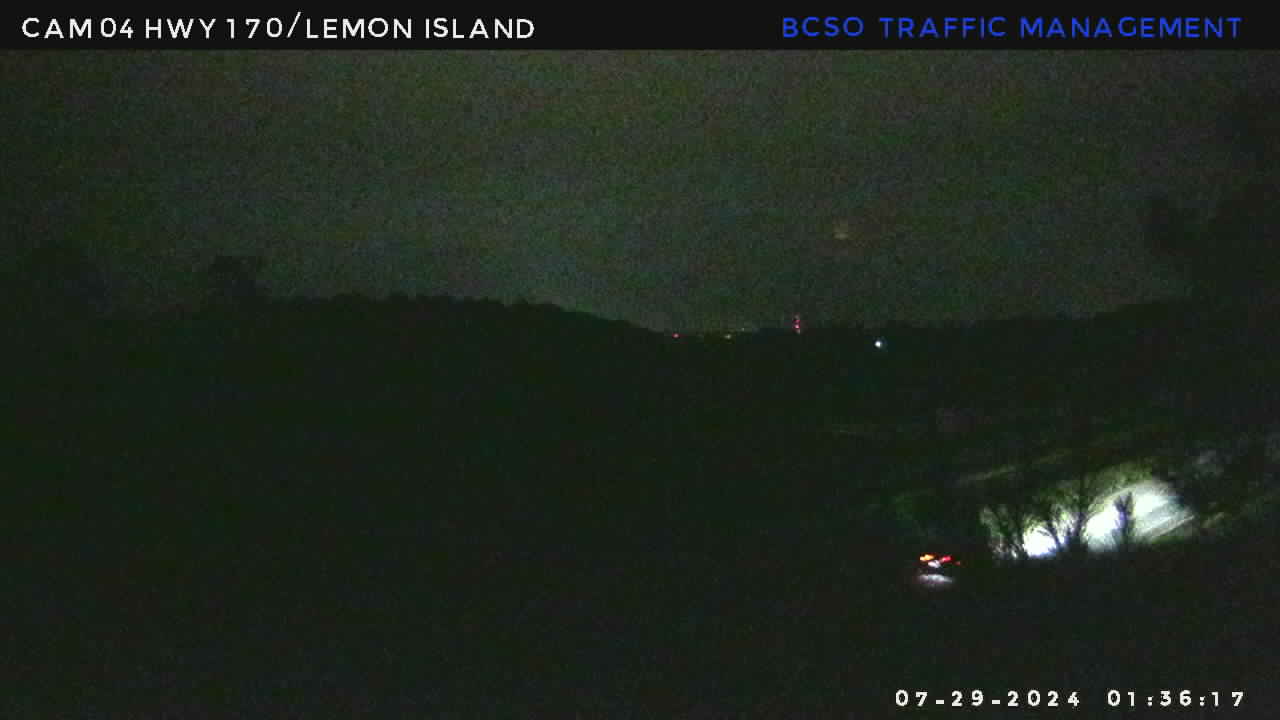 CAM04 HWY 170/LEMON ISLAND
BCSO TRAFFIC MANAGEMENT
07-29-2024 01:36:17